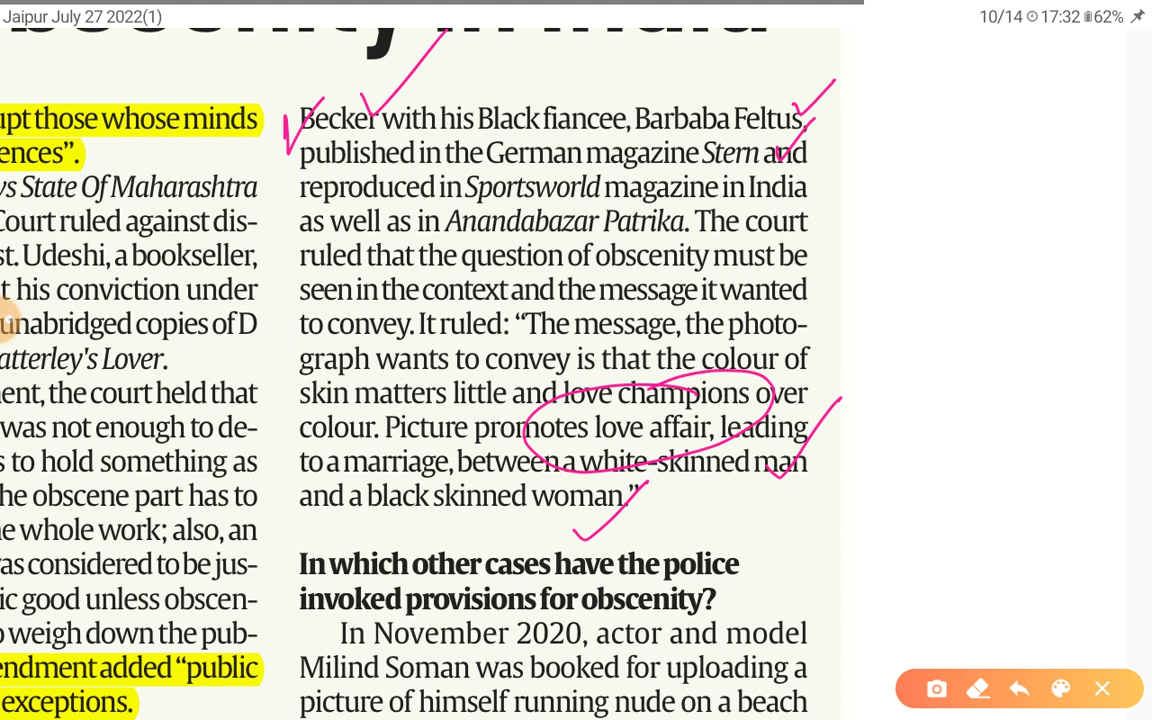 Jaipur July 27 2022(1)
10/14 17:32 62%
upt those whose minds
ences”.
vs State Of Maharashtra
Court ruled against dis-
st. Udeshi, a bookseller,
t his conviction under
unabridged copies of D
atterley's Lover.
ent, the court held that
was not enough to de-
s to hold something as
he obscene part has to
e whole work; also, an
as considered to be jus-
ic good unless obscen-
o weigh down the pub-
endment added “public
exceptions.
Becker with his Black fiancee, Barbaba Feltus,
published in the German magazine Stern and
reproduced in Sportsworld magazine in India
as well as in Anandabazar Patrika. The court
ruled that the question of obscenity must be
seen in the context and the message it wanted
to convey. It ruled: “The message, the photo-
graph wants to convey is that the colour of
skin matters little and love champions over
colour. Picture promotes love affair, leading
to a marriage, between a white-skinned man
and a black skinned woman.”
In which other cases have the police
invoked provisions for obscenity?
In November 2020, actor and model
Milind Soman was booked for uploading a
picture of himself running nude on a beach